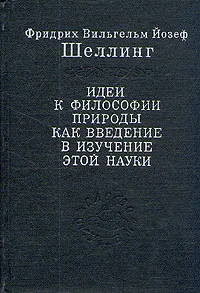 Фридрих Вильгельм Йозеф
Шеллинг
ИДЕИ
К ФИЛОСОФИИ
ПРИРОДЫ
КАК ВВЕДЕНИЕ
В ИЗУЧЕНИЕ
ЭТОЙ НАУКИ